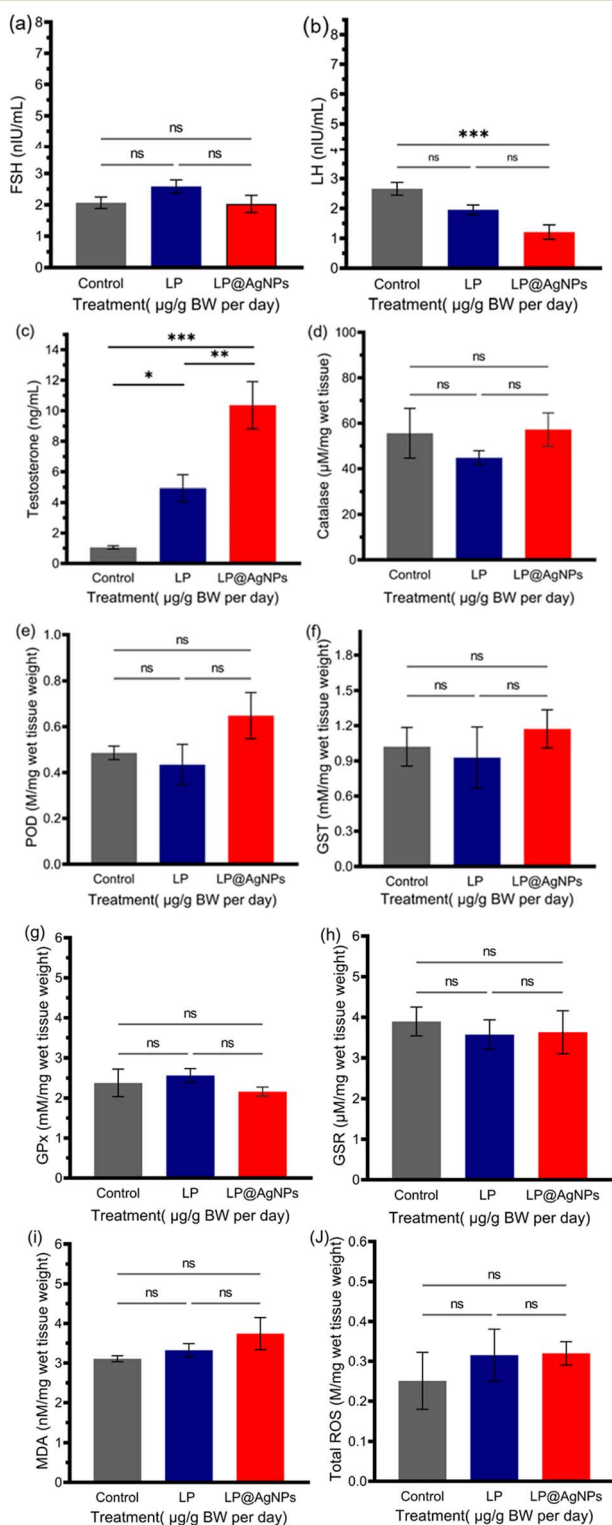 (a)
FSH (nIU/mL)
8
7
6
5
4
3
2
1
0
ns
ns
ns
Control LP LP@AgNPs
Treatment( µg/g BW per day)
(b)
LH (nIU/mL)
8
7
6
5
4
3
2
1
0
***
ns
ns
Control LP LP@AgNPs
Treatment( µg/g BW per day)
(c)
Testosterone (ng/mL)
14
12
10
8
6
4
2
0
***
**
*
Control LP LP@AgNPs
Treatment( µg/g BW per day)
(d)
Catalase (µM/mg wet tissue)
100
80
60
40
20
0
ns
ns
ns
Control LP LP@AgNPs
Treatment( µg/g BW per day)
(e)
POD (M/mg wet tissue weight)
1.0
0.8
0.6
0.4
0.2
0.0
ns
ns
ns
Control LP LP@AgNPs
Treatment( µg/g BW per day)
(f)
GST (mM/mg wet tissue weight)
1.8
1.5
1.2
0.9
0.6
0.3
0.0
ns
ns
ns
Control LP LP@AgNPs
Treatment( µg/g BW per day)
(g)
GPx (mM/mg wet tissue weight)
6
5
4
3
2
1
0
ns
ns
ns
Control LP LP@AgNPs
Treatment( µg/g BW per day)
(h)
GSR (µM/mg wet tissue weight)
6
5
4
3
2
1
0
ns
ns
ns
Control LP LP@AgNPs
Treatment( µg/g BW per day)
(i)
MDA (nM/mg wet tissue weight)
6
5
4
3
2
1
0
ns
ns
ns
Control LP LP@AgNPs
Treatment( µg/g BW per day)
(J)
Total ROS (M/mg wet tissue weight)
0.6
0.5
0.4
0.3
0.2
0.1
0.0
ns
ns
ns
Control LP LP@AgNPs
Treatment( µg/g BW per day)